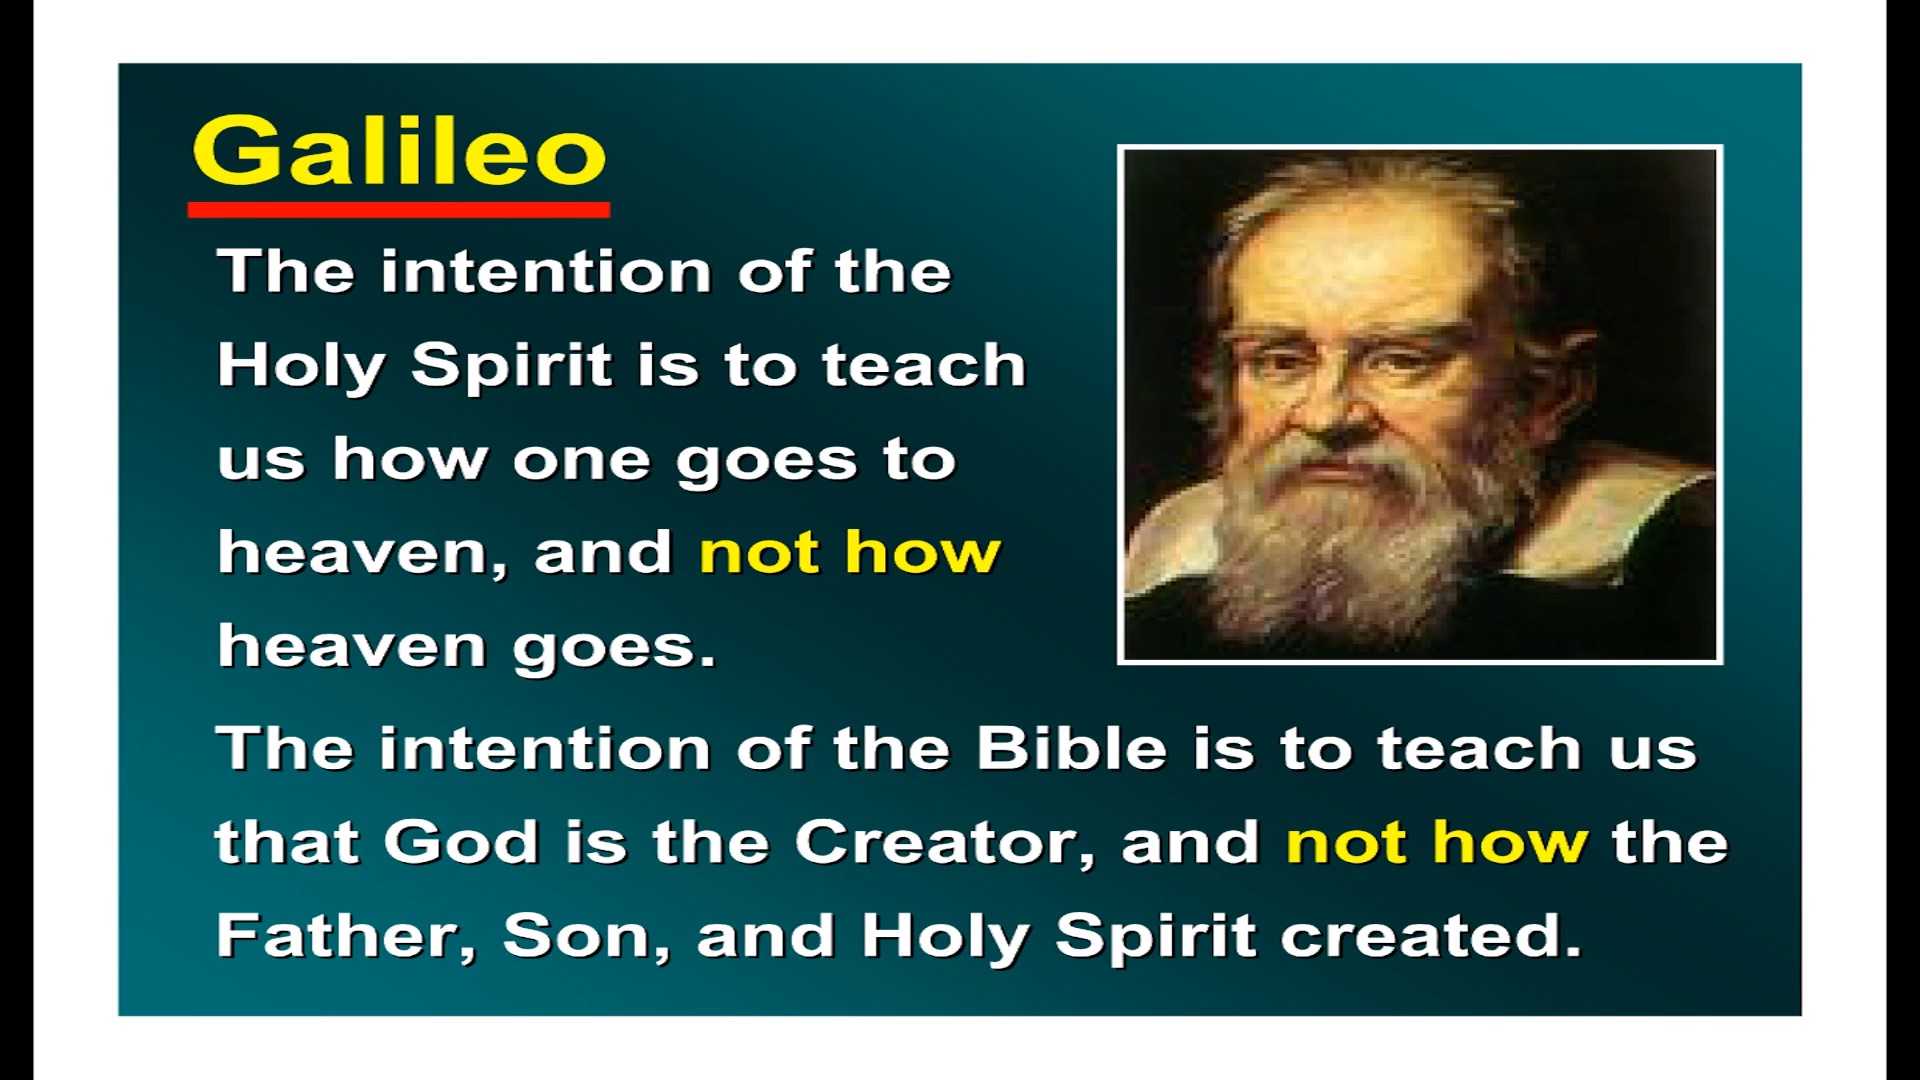 Galileo
The intention of the
Holy Spirit is to teach
us how one goes to
heaven, and not how
heaven goes.
The intention of the Bible is to teach us
that God is the Creator, and not how the
Father, Son, and Holy Spirit created.